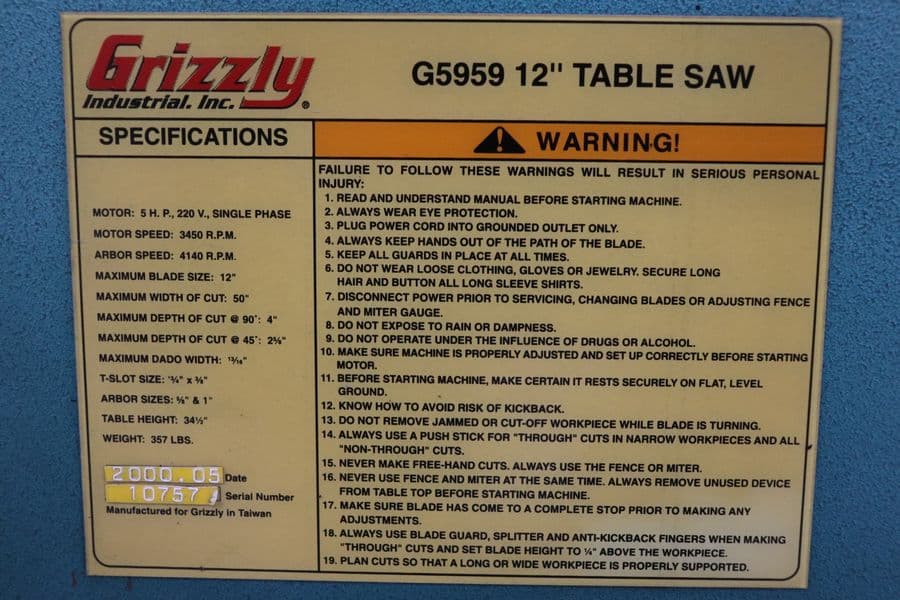 Grizzly
Industrial, Inc. ®
G5959 12" TABLE SAW
SPECIFICATIONS
MOTOR: 5 H. P., 220 V., SINGLE PHASE
MOTOR SPEED: 3450 R.P.M.
ARBOR SPEED: 4140 R.P.M.
MAXIMUM BLADE SIZE: 12"
MAXIMUM WIDTH OF CUT: 50"
MAXIMUM DEPTH OF CUT @ 90°: 4"
MAXIMUM DEPTH OF CUT @ 45°: 2⅝"
MAXIMUM DADO WIDTH: 13/16"
T-SLOT SIZE: ¾" x ⅜"
ARBOR SIZES: ⅝" & 1"
TABLE HEIGHT: 34½"
WEIGHT: 357 LBS.
2000.05 Date
10757 Serial Number
Manufactured for Grizzly in Taiwan
WARNING!
FAILURE TO FOLLOW THESE WARNINGS WILL RESULT IN SERIOUS PERSONAL
INJURY:
1. READ AND UNDERSTAND MANUAL BEFORE STARTING MACHINE.
2. ALWAYS WEAR EYE PROTECTION.
3. PLUG POWER CORD INTO GROUNDED OUTLET ONLY.
4. ALWAYS KEEP HANDS OUT OF THE PATH OF THE BLADE.
5. KEEP ALL GUARDS IN PLACE AT ALL TIMES.
6. DO NOT WEAR LOOSE CLOTHING, GLOVES OR JEWELRY. SECURE LONG
HAIR AND BUTTON ALL LONG SLEEVE SHIRTS.
7. DISCONNECT POWER PRIOR TO SERVICING, CHANGING BLADES OR ADJUSTING FENCE
AND MITER GAUGE.
8. DO NOT EXPOSE TO RAIN OR DAMPNESS.
9. DO NOT OPERATE UNDER THE INFLUENCE OF DRUGS OR ALCOHOL.
10. MAKE SURE MACHINE IS PROPERLY ADJUSTED AND SET UP CORRECTLY BEFORE STARTING
MOTOR.
11. BEFORE STARTING MACHINE, MAKE CERTAIN IT RESTS SECURELY ON FLAT, LEVEL
GROUND.
12. KNOW HOW TO AVOID RISK OF KICKBACK.
13. DO NOT REMOVE JAMMED OR CUT-OFF WORKPIECE WHILE BLADE IS TURNING.
14. ALWAYS USE A PUSH STICK FOR "THROUGH" CUTS IN NARROW WORKPIECES AND ALL
"NON-THROUGH" CUTS.
15. NEVER MAKE FREE-HAND CUTS. ALWAYS USE THE FENCE OR MITER.
16. NEVER USE FENCE AND MITER AT THE SAME TIME. ALWAYS REMOVE UNUSED DEVICE
FROM TABLE TOP BEFORE STARTING MACHINE.
17. MAKE SURE BLADE HAS COME TO A COMPLETE STOP PRIOR TO MAKING ANY
ADJUSTMENTS.
18. ALWAYS USE BLADE GUARD, SPLITTER AND ANTI-KICKBACK FINGERS WHEN MAKING
"THROUGH" CUTS AND SET BLADE HEIGHT TO ¼" ABOVE THE WORKPIECE.
19. PLAN CUTS SO THAT A LONG OR WIDE WORKPIECE IS PROPERLY SUPPORTED.